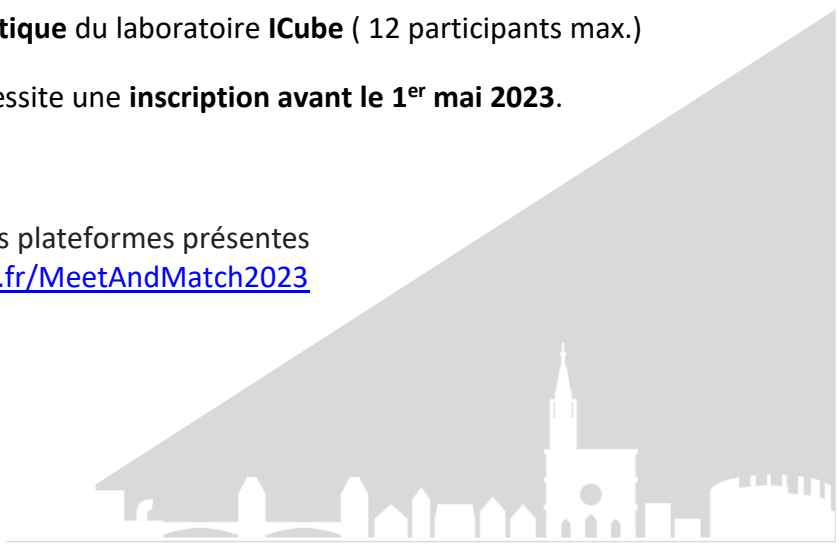 tique du laboratoire ICube ( 12 participants max.)
essite une inscription avant le 1er mai 2023.
s plateformes présentes
.fr/MeetAndMatch2023